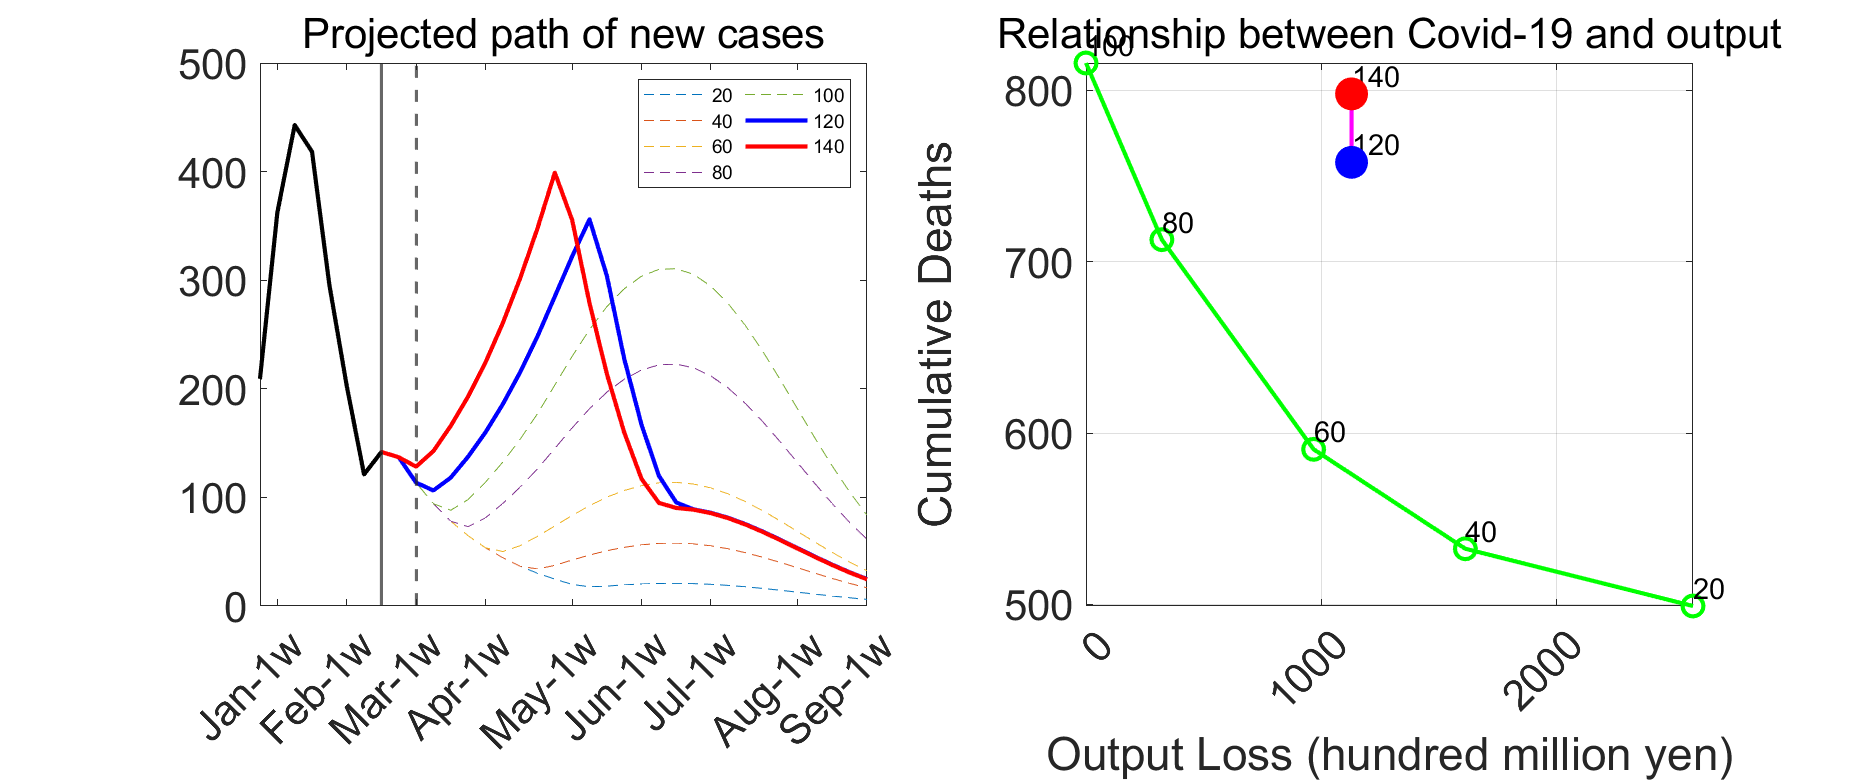 Projected path of new cases
500
400
300
200
100
0
20
40
60
80
100
120
140
Jan-1w
Feb-1w
Mar-1w
Apr-1w
May-1w
Jun-1w
Jul-1w
Aug-1w
Sep-1w
Relationship between Covid-19 and output
Cumulative Deaths
800
700
600
500
100
140
120
80
60
40
20
0
1000
2000
Output Loss (hundred million yen)